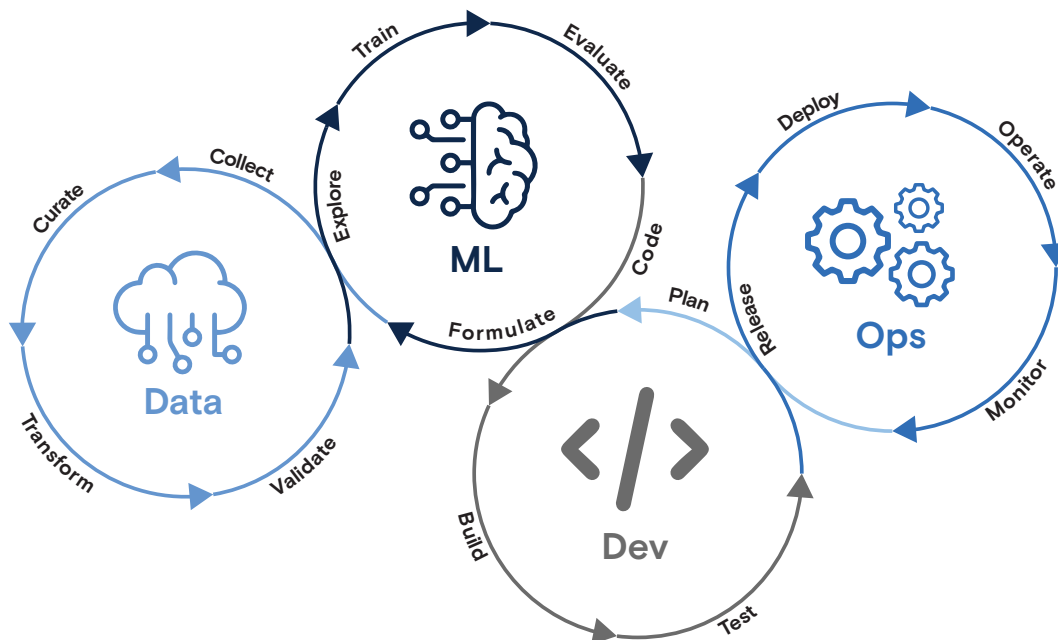 Collect
Curate
Transform
Validate
Data
Explore
Train
Evaluate
ML
Formulate
Code
Plan
Build
Test
Dev
Release
Deploy
Operate
Monitor
Ops